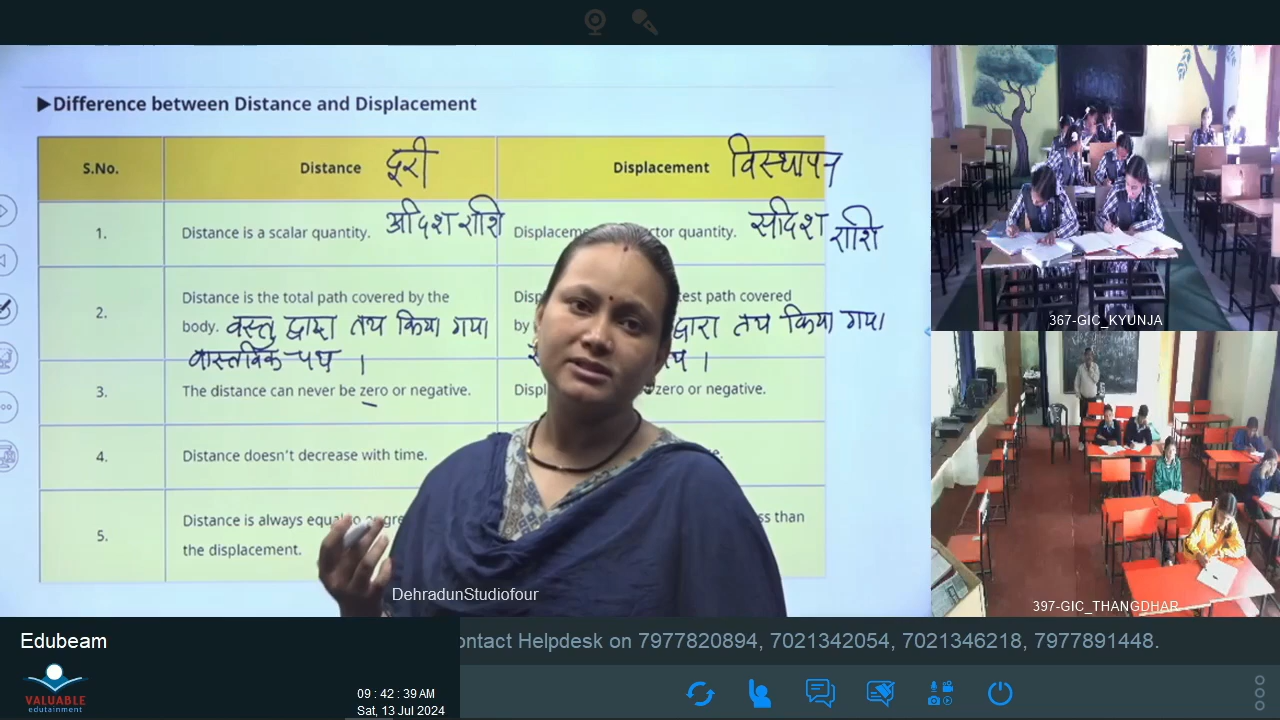 ▶Difference between Distance and Displacement
S.No.
Distance दूरी
Displacement विस्थापन
1.
Distance is a scalar quantity. अदिश राशि
quantity. सदिश राशि
2.
Distance is the total path covered by the
body. वस्तु द्वारा तय किया गया
वास्तविक-पथ ।
path covered
by द्वारा तय किया गया
।
3.
The distance can never be zero or negative.
zero or negative.
4.
Distance doesn't decrease with time.
5.
Distance is always equal to or
the displacement.
than
DehradunStudiofour
367-GIC_KYUNJA
397-GIC_THANGDHAR
Edubeam
VALUABLE
edutainment
09 : 42 : 39 AM
Sat, 13 Jul 2024
ontact Helpdesk on 7977820894, 7021342054, 7021346218, 7977891448.